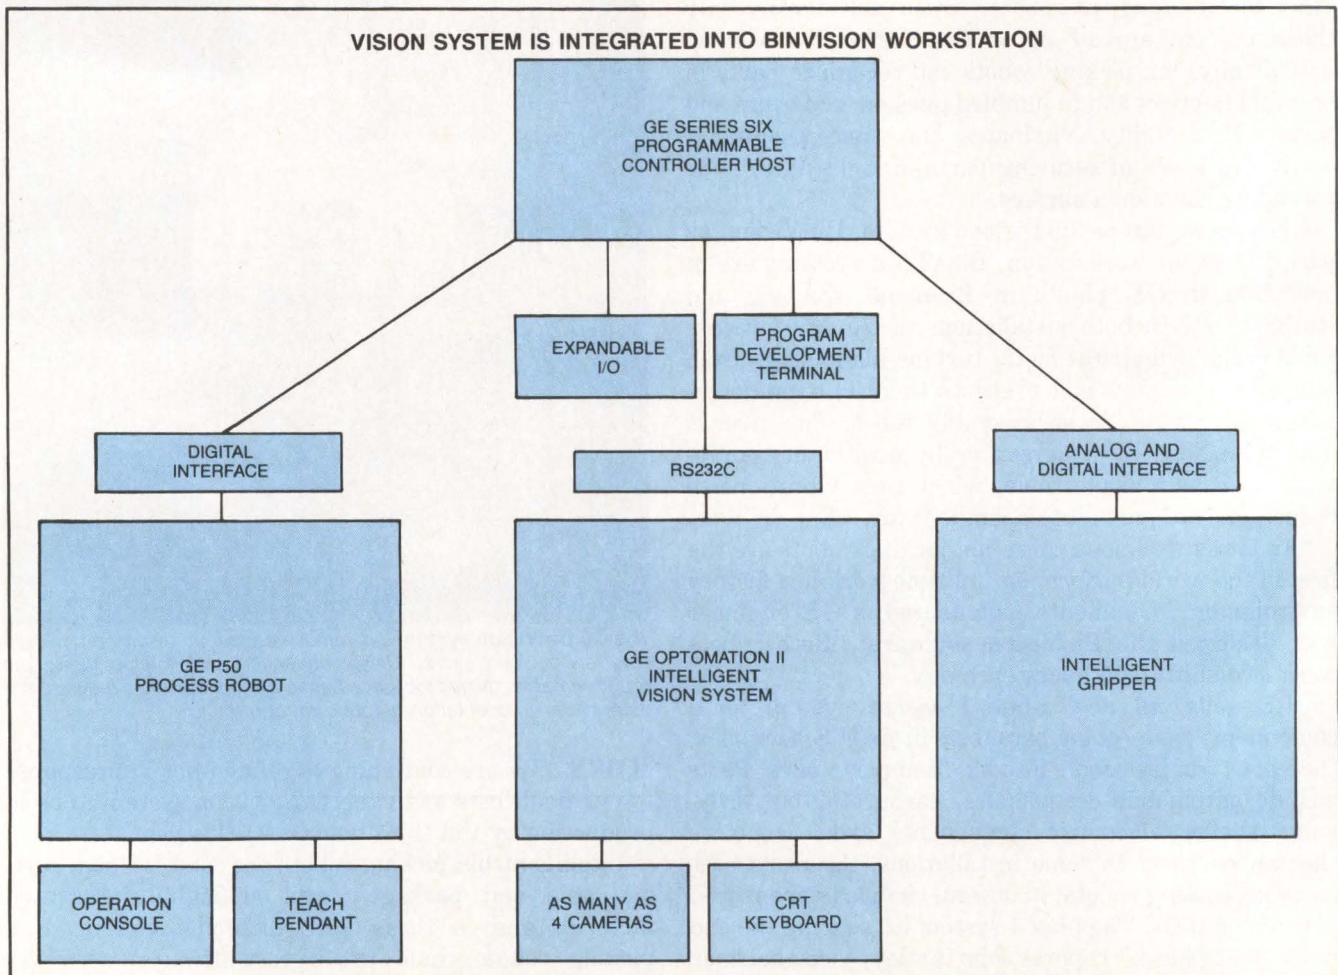 VISION SYSTEM IS INTEGRATED INTO BINVISION WORKSTATION
GE SERIES SIX
PROGRAMMABLE
CONTROLLER HOST
EXPANDABLE
I/O
PROGRAM
DEVELOPMENT
TERMINAL
DIGITAL
INTERFACE
RS232C
ANALOG AND
DIGITAL INTERFACE
GE P50
PROCESS ROBOT
GE OPTOMATION II
INTELLIGENT
VISION SYSTEM
INTELLIGENT
GRIPPER
OPERATION
CONSOLE
TEACH
PENDANT
AS MANY AS
4 CAMERAS
CRT
KEYBOARD